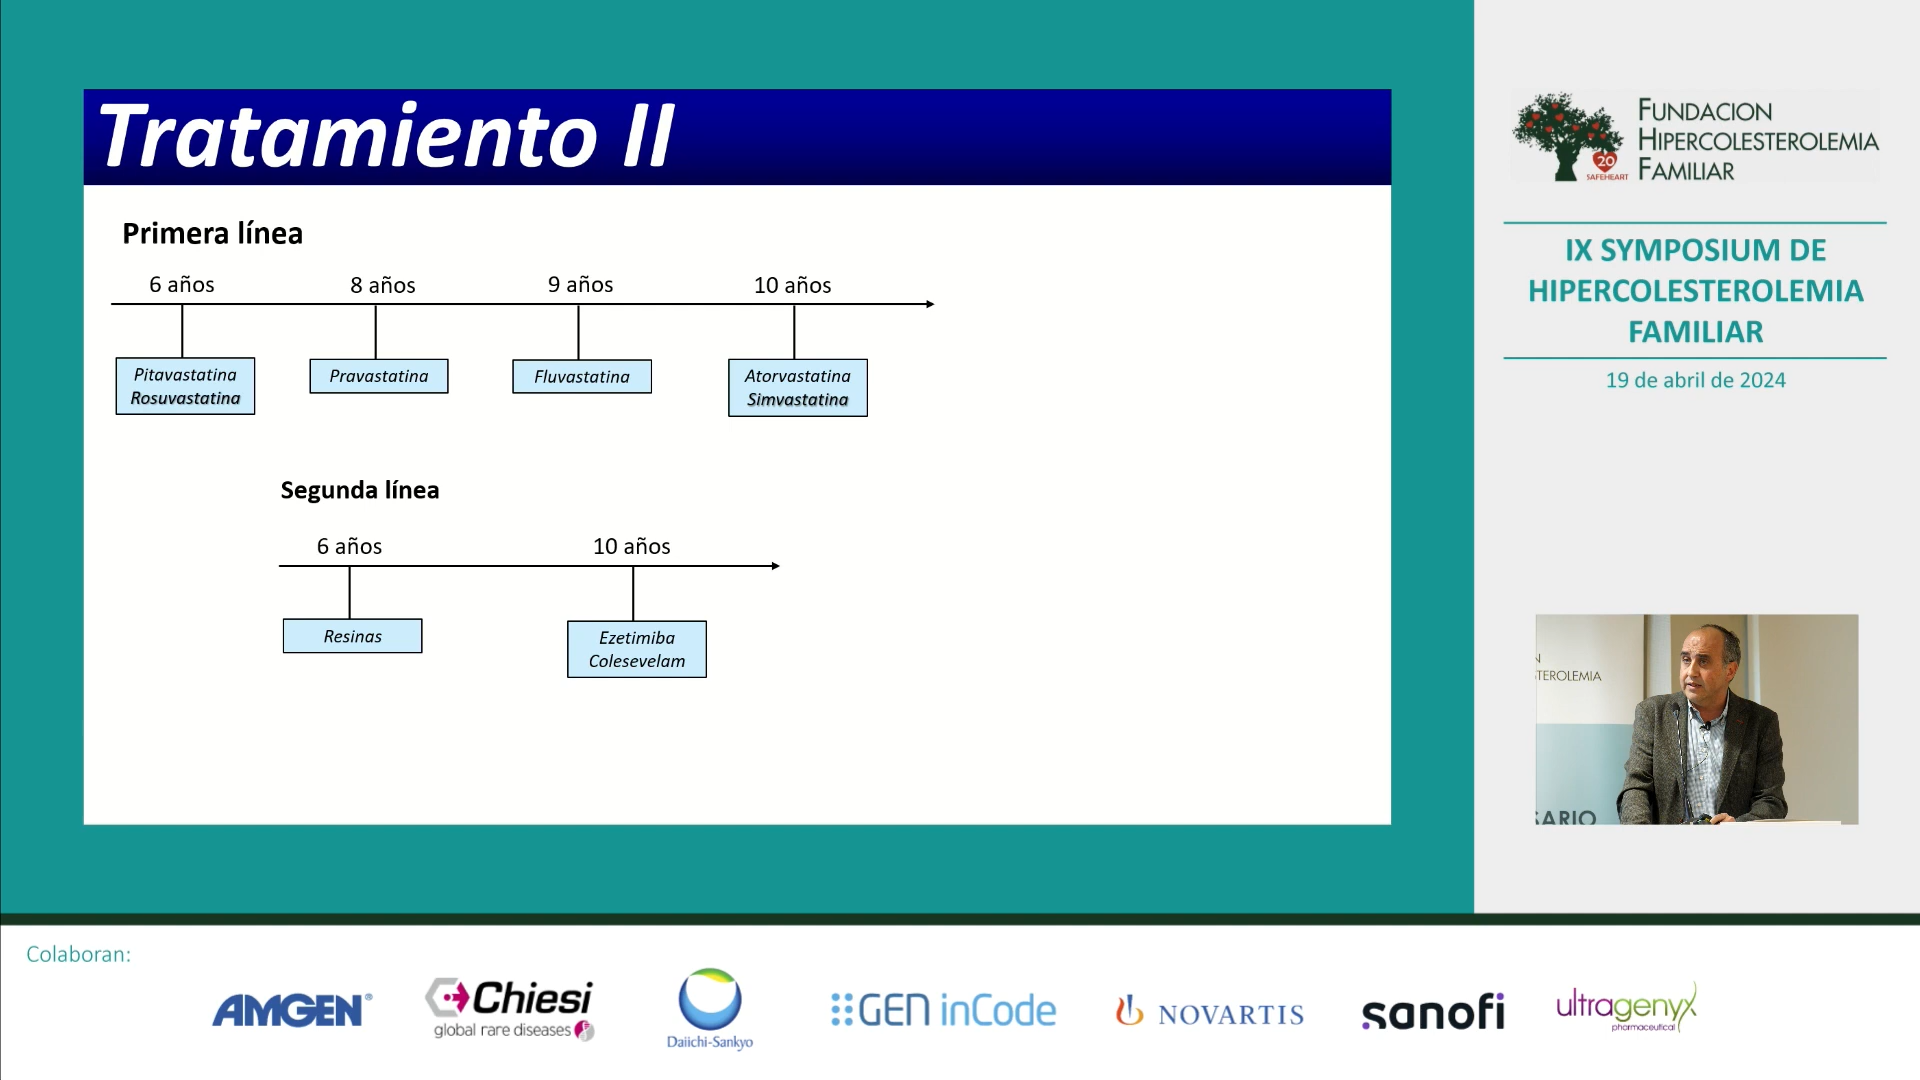 Tratamiento II
Primera línea
6 años
8 años
9 años
10 años
Pitavastatina
Rosuvastatina
Pravastatina
Fluvastatina
Atorvastatina
Simvastatina
Segunda línea
6 años
10 años
Resinas
Ezetimiba
Colesevelam
FUNDACION
HIPERCOLESTEROLEMIA
FAMILIAR
20
SAFEHEART
IX SYMPOSIUM DE
HIPERCOLESTEROLEMIA
FAMILIAR
19 de abril de 2024
N
TEROLEMIA
SARIO
Colaboran:
AMGEN®
Chiesi
global rare diseases
Daiichi-Sankyo
GEN inCode
NOVARTIS
sanofi
ultragenyx
pharmaceutical